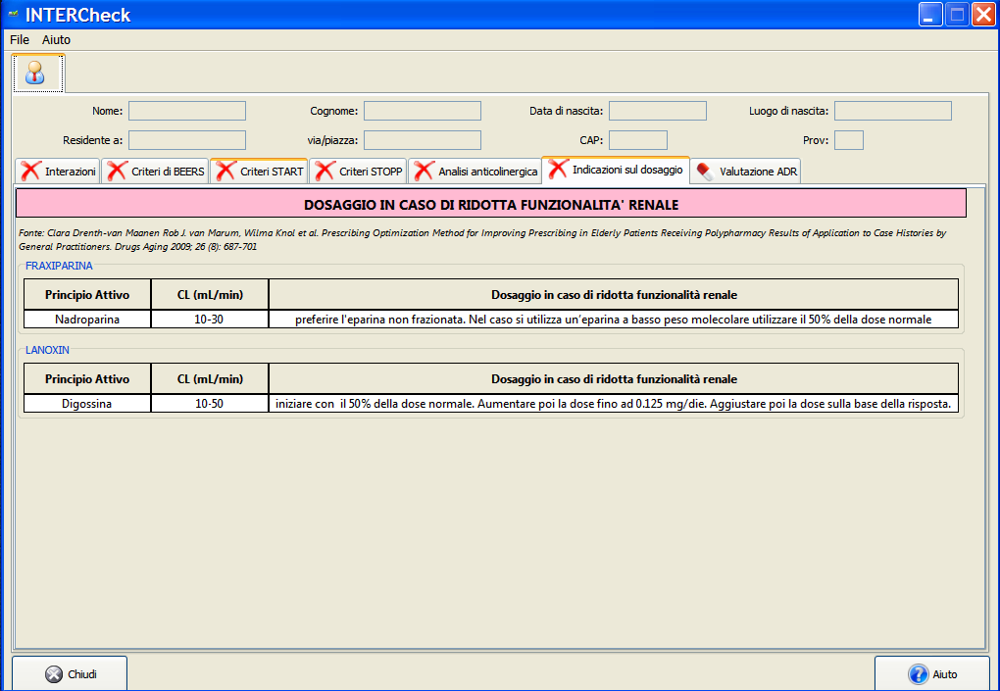 INTERCheck
File Aiuto
Nome: Cognome: Data di nascita: Luogo di nascita:
Residente a: via/piazza: CAP: Prov:
Interazioni Criteri di BEERS Criteri START Criteri STOPP Analisi anticolinergica Indicazioni sul dosaggio Valutazione ADR
DOSAGGIO IN CASO DI RIDOTTA FUNZIONALITA' RENALE
Fonte: Clara Drenth-van Maanen Rob J. van Marum, Wilma Knol et al. Prescribing Optimization Method for Improving Prescribing in Elderly Patients Receiving Polypharmacy Results of Application to Case Histories by
General Practitioners. Drugs Aging 2009; 26 (8): 687-701
FRAXIPARINA
Principio Attivo CL (mL/min) Dosaggio in caso di ridotta funzionalità renale
Nadroparina 10-30 preferire l'eparina non frazionata. Nel caso si utilizza un'eparina a basso peso molecolare utilizzare il 50% della dose normale
LANOXIN
Principio Attivo CL (mL/min) Dosaggio in caso di ridotta funzionalità renale
Digossina 10-50 iniziare con il 50% della dose normale. Aumentare poi la dose fino ad 0.125 mg/die. Aggiustare poi la dose sulla base della risposta.
Chiudi Aiuto